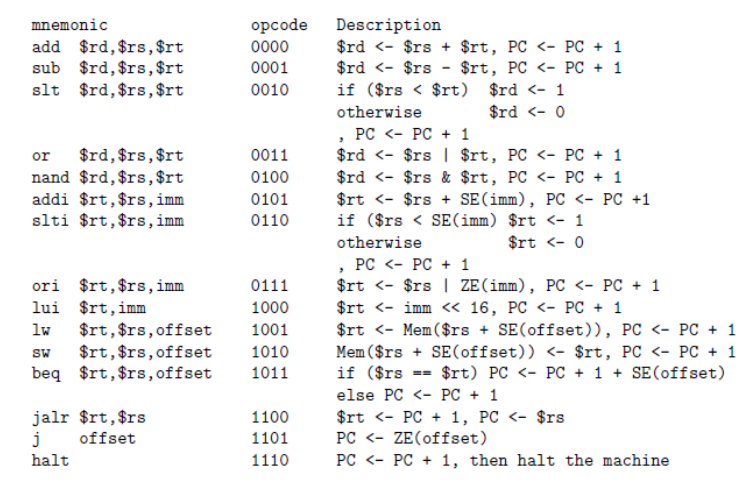 mnemonic opcode Description
add $rd,$rs,$rt 0000 $rd <- $rs + $rt, PC <- PC + 1
sub $rd,$rs,$rt 0001 $rd <- $rs - $rt, PC <- PC + 1
slt $rd,$rs,$rt 0010 if ($rs < $rt) $rd <- 1
otherwise $rd <- 0
, PC <- PC + 1
or $rd,$rs,$rt 0011 $rd <- $rs | $rt, PC <- PC + 1
nand $rd,$rs,$rt 0100 $rd <- $rs & $rt, PC <- PC + 1
addi $rt,$rs,imm 0101 $rt <- $rs + SE(imm), PC <- PC +1
slti $rt,$rs,imm 0110 if ($rs < SE(imm) $rt <- 1
otherwise $rt <- 0
, PC <- PC + 1
ori $rt,$rs,imm 0111 $rt <- $rs | ZE(imm), PC <- PC + 1
lui $rt,imm 1000 $rt <- imm << 16, PC <- PC + 1
lw $rt,$rs,offset 1001 $rt <- Mem($rs + SE(offset)), PC <- PC + 1
sw $rt,$rs,offset 1010 Mem($rs + SE(offset)) <- $rt, PC <- PC + 1
beq $rt,$rs,offset 1011 if ($rs == $rt) PC <- PC + 1 + SE(offset)
else PC <- PC + 1
jalr $rt,$rs 1100 $rt <- PC + 1, PC <- $rs
j offset 1101 PC <- ZE(offset)
halt 1110 PC <- PC + 1, then halt the machine